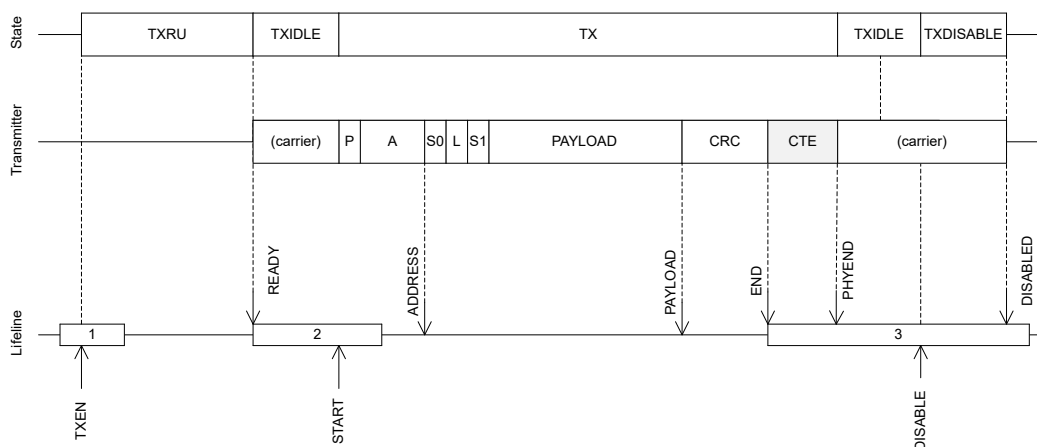 State
TXRU TXIDLE TX TXIDLE TXDISABLE
Transmitter
(carrier) P A S0 L S1 PAYLOAD CRC CTE (carrier)
READY ADDRESS PAYLOAD END PHYEND DISABLED
Lifeline
1 2 3
TXEN START DISABLE